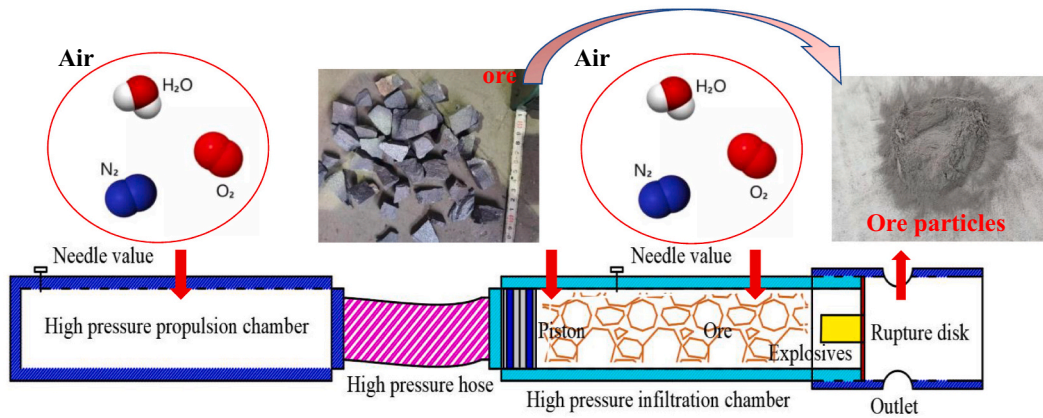 Air
H₂O
N₂
O₂
ore
Air
H₂O
N₂
O₂
Ore particles
Needle value
Needle value
High pressure propulsion chamber
Piston
Ore
Explosives
Rupture disk
High pressure hose
High pressure infiltration chamber
Outlet